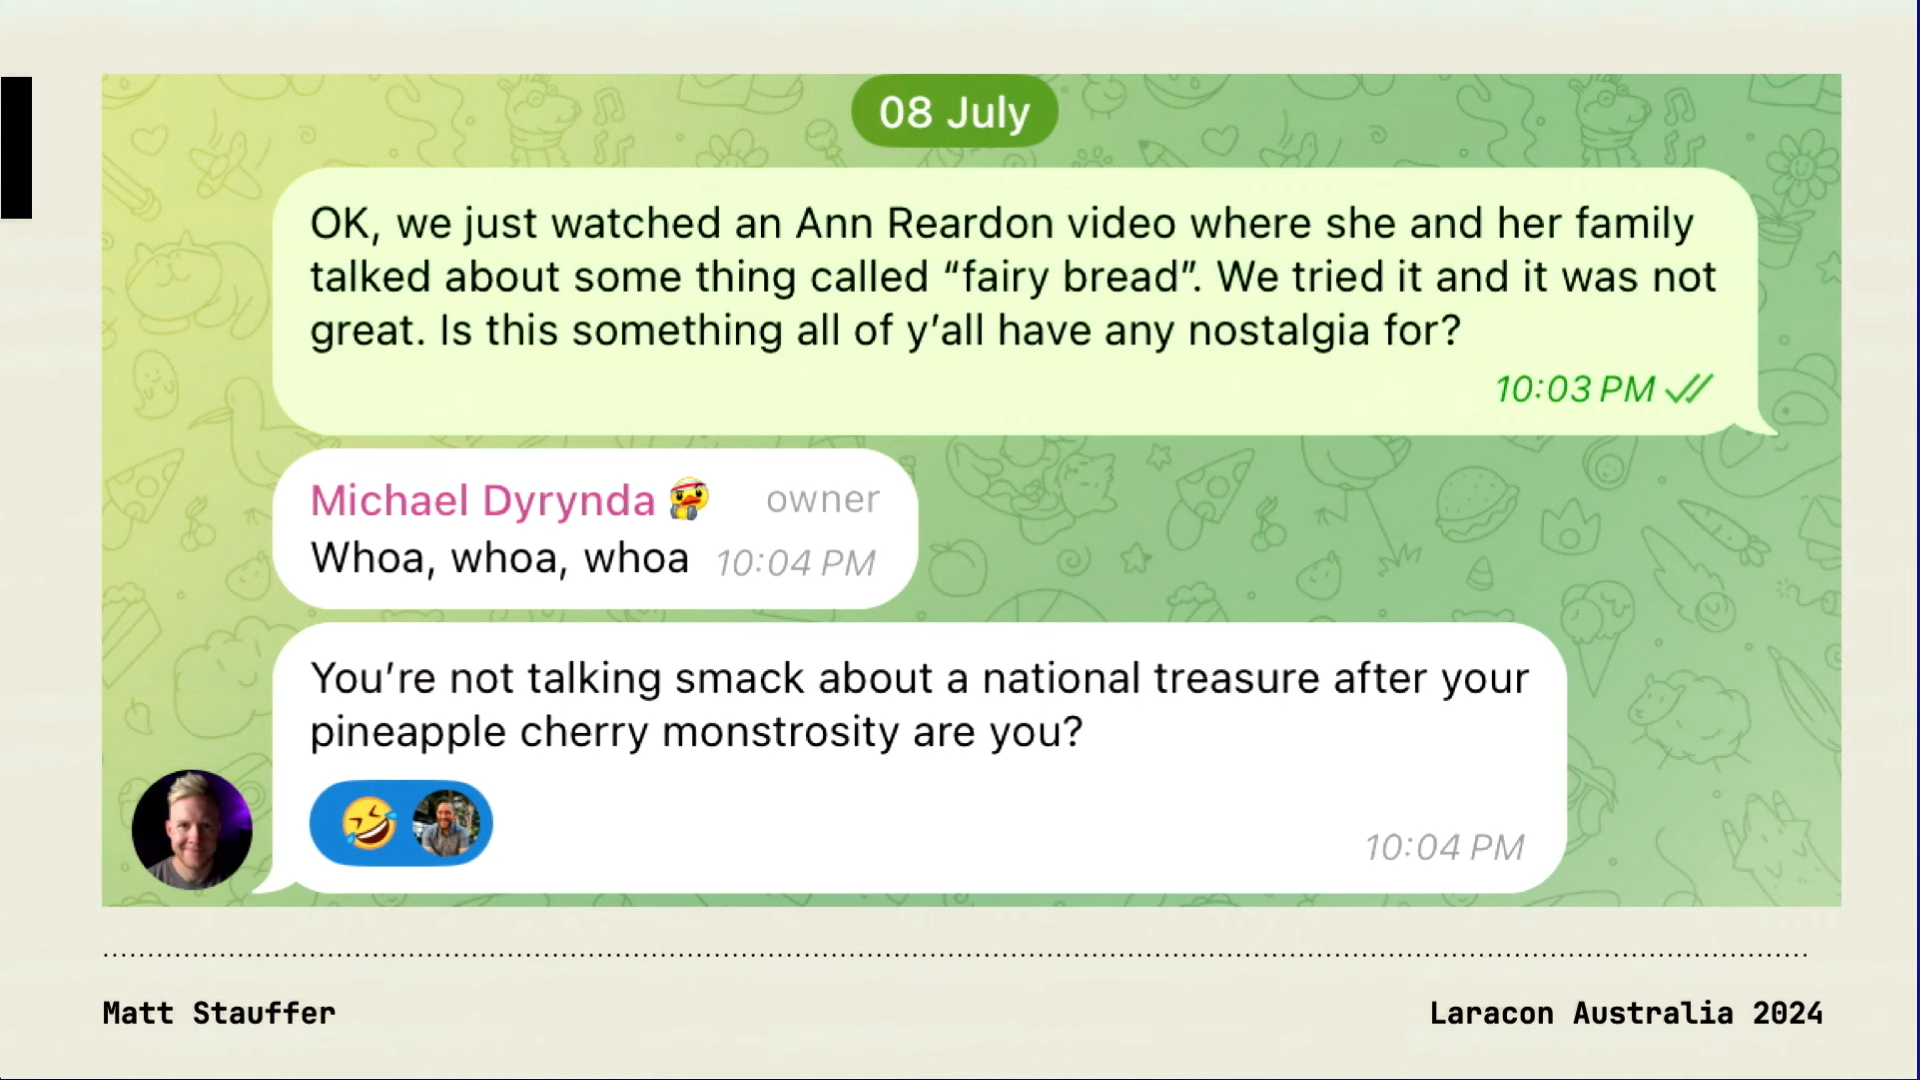 08 July
OK, we just watched an Ann Reardon video where she and her family
talked about some thing called “fairy bread”. We tried it and it was not
great. Is this something all of y’all have any nostalgia for?
10:03 PM
Michael Dyrynda owner
Whoa, whoa, whoa 10:04 PM
You’re not talking smack about a national treasure after your
pineapple cherry monstrosity are you?
10:04 PM
Matt Stauffer
Laracon Australia 2024